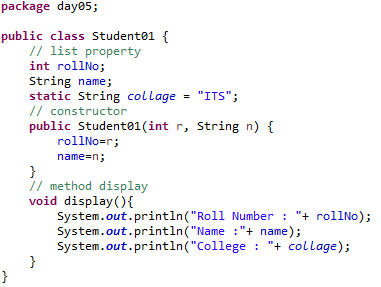 package day05;
public class Student01 {
// list property
int rollNo;
String name;
static String collage = "ITS";
// constructor
public Student01(int r, String n) {
rollNo=r;
name=n;
}
// method display
void display(){
System.out.println("Roll Number : "+ rollNo);
System.out.println("Name :"+ name);
System.out.println("College : "+ collage);
}
}